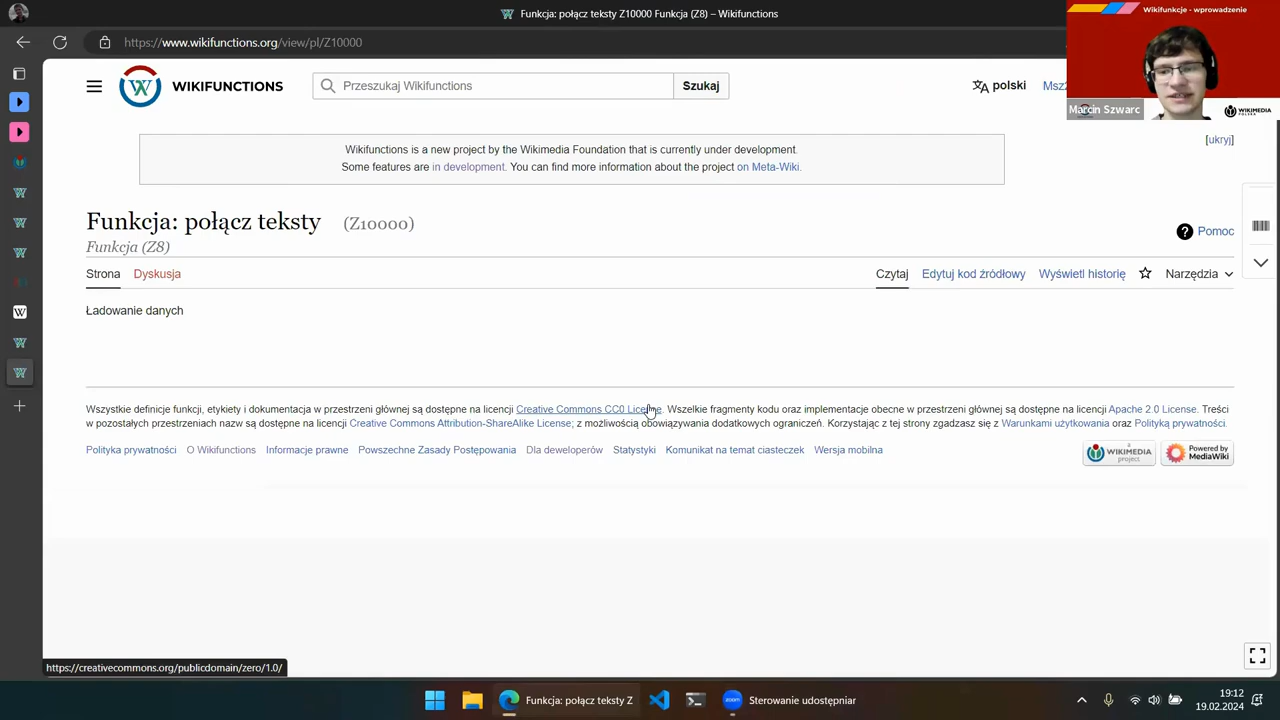 Funkcja: połącz teksty Z10000 Funkcja (Z8) – Wikifunctions
https://www.wikifunctions.org/view/pl/Z10000
Wikifunkcje - wprowadzenie
Marcin Szwarc
WIKIMEDIA
POLSKA
WIKIFUNCTIONS
Przeszukaj Wikifunctions
Szukaj
polski
[ukryj]
Wikifunctions is a new project by the Wikimedia Foundation that is currently under development.
Some features are in development. You can find more information about the project on Meta-Wiki.
Funkcja: połącz teksty (Z10000)
Funkcja (Z8)
Pomoc
Strona Dyskusja Czytaj Edytuj kod źródłowy Wyświetl historię Narzędzia
Ładowanie danych
Wszystkie definicje funkcji, etykiety i dokumentacja w przestrzeni głównej są dostępne na licencji Creative Commons CC0 License. Wszelkie fragmenty kodu oraz implementacje obecne w przestrzeni głównej są dostępne na licencji Apache 2.0 License. Treści
w pozostałych przestrzeniach nazw są dostępne na licencji Creative Commons Attribution-ShareAlike License; z możliwością obowiązywania dodatkowych ograniczeń. Korzystając z tej strony zgadzasz się z Warunkami użytkowania oraz Polityką prywatności.
Polityka prywatności O Wikifunctions Informacje prawne Powszechne Zasady Postępowania Dla deweloperów Statystyki Komunikat na temat ciasteczek Wersja mobilna
A WIKIMEDIA project
Powered by MediaWiki
https://creativecommons.org/publicdomain/zero/1.0/
Funkcja: połącz teksty Z
zoom
Sterowanie udostępniar
19:12
19.02.2024